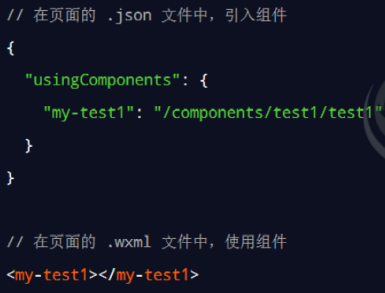 // 在页面的 .json 文件中，引入组件
{
"usingComponents": {
"my-test1": "/components/test1/test1"
}
}
// 在页面的 .wxml 文件中，使用组件
<my-test1></my-test1>